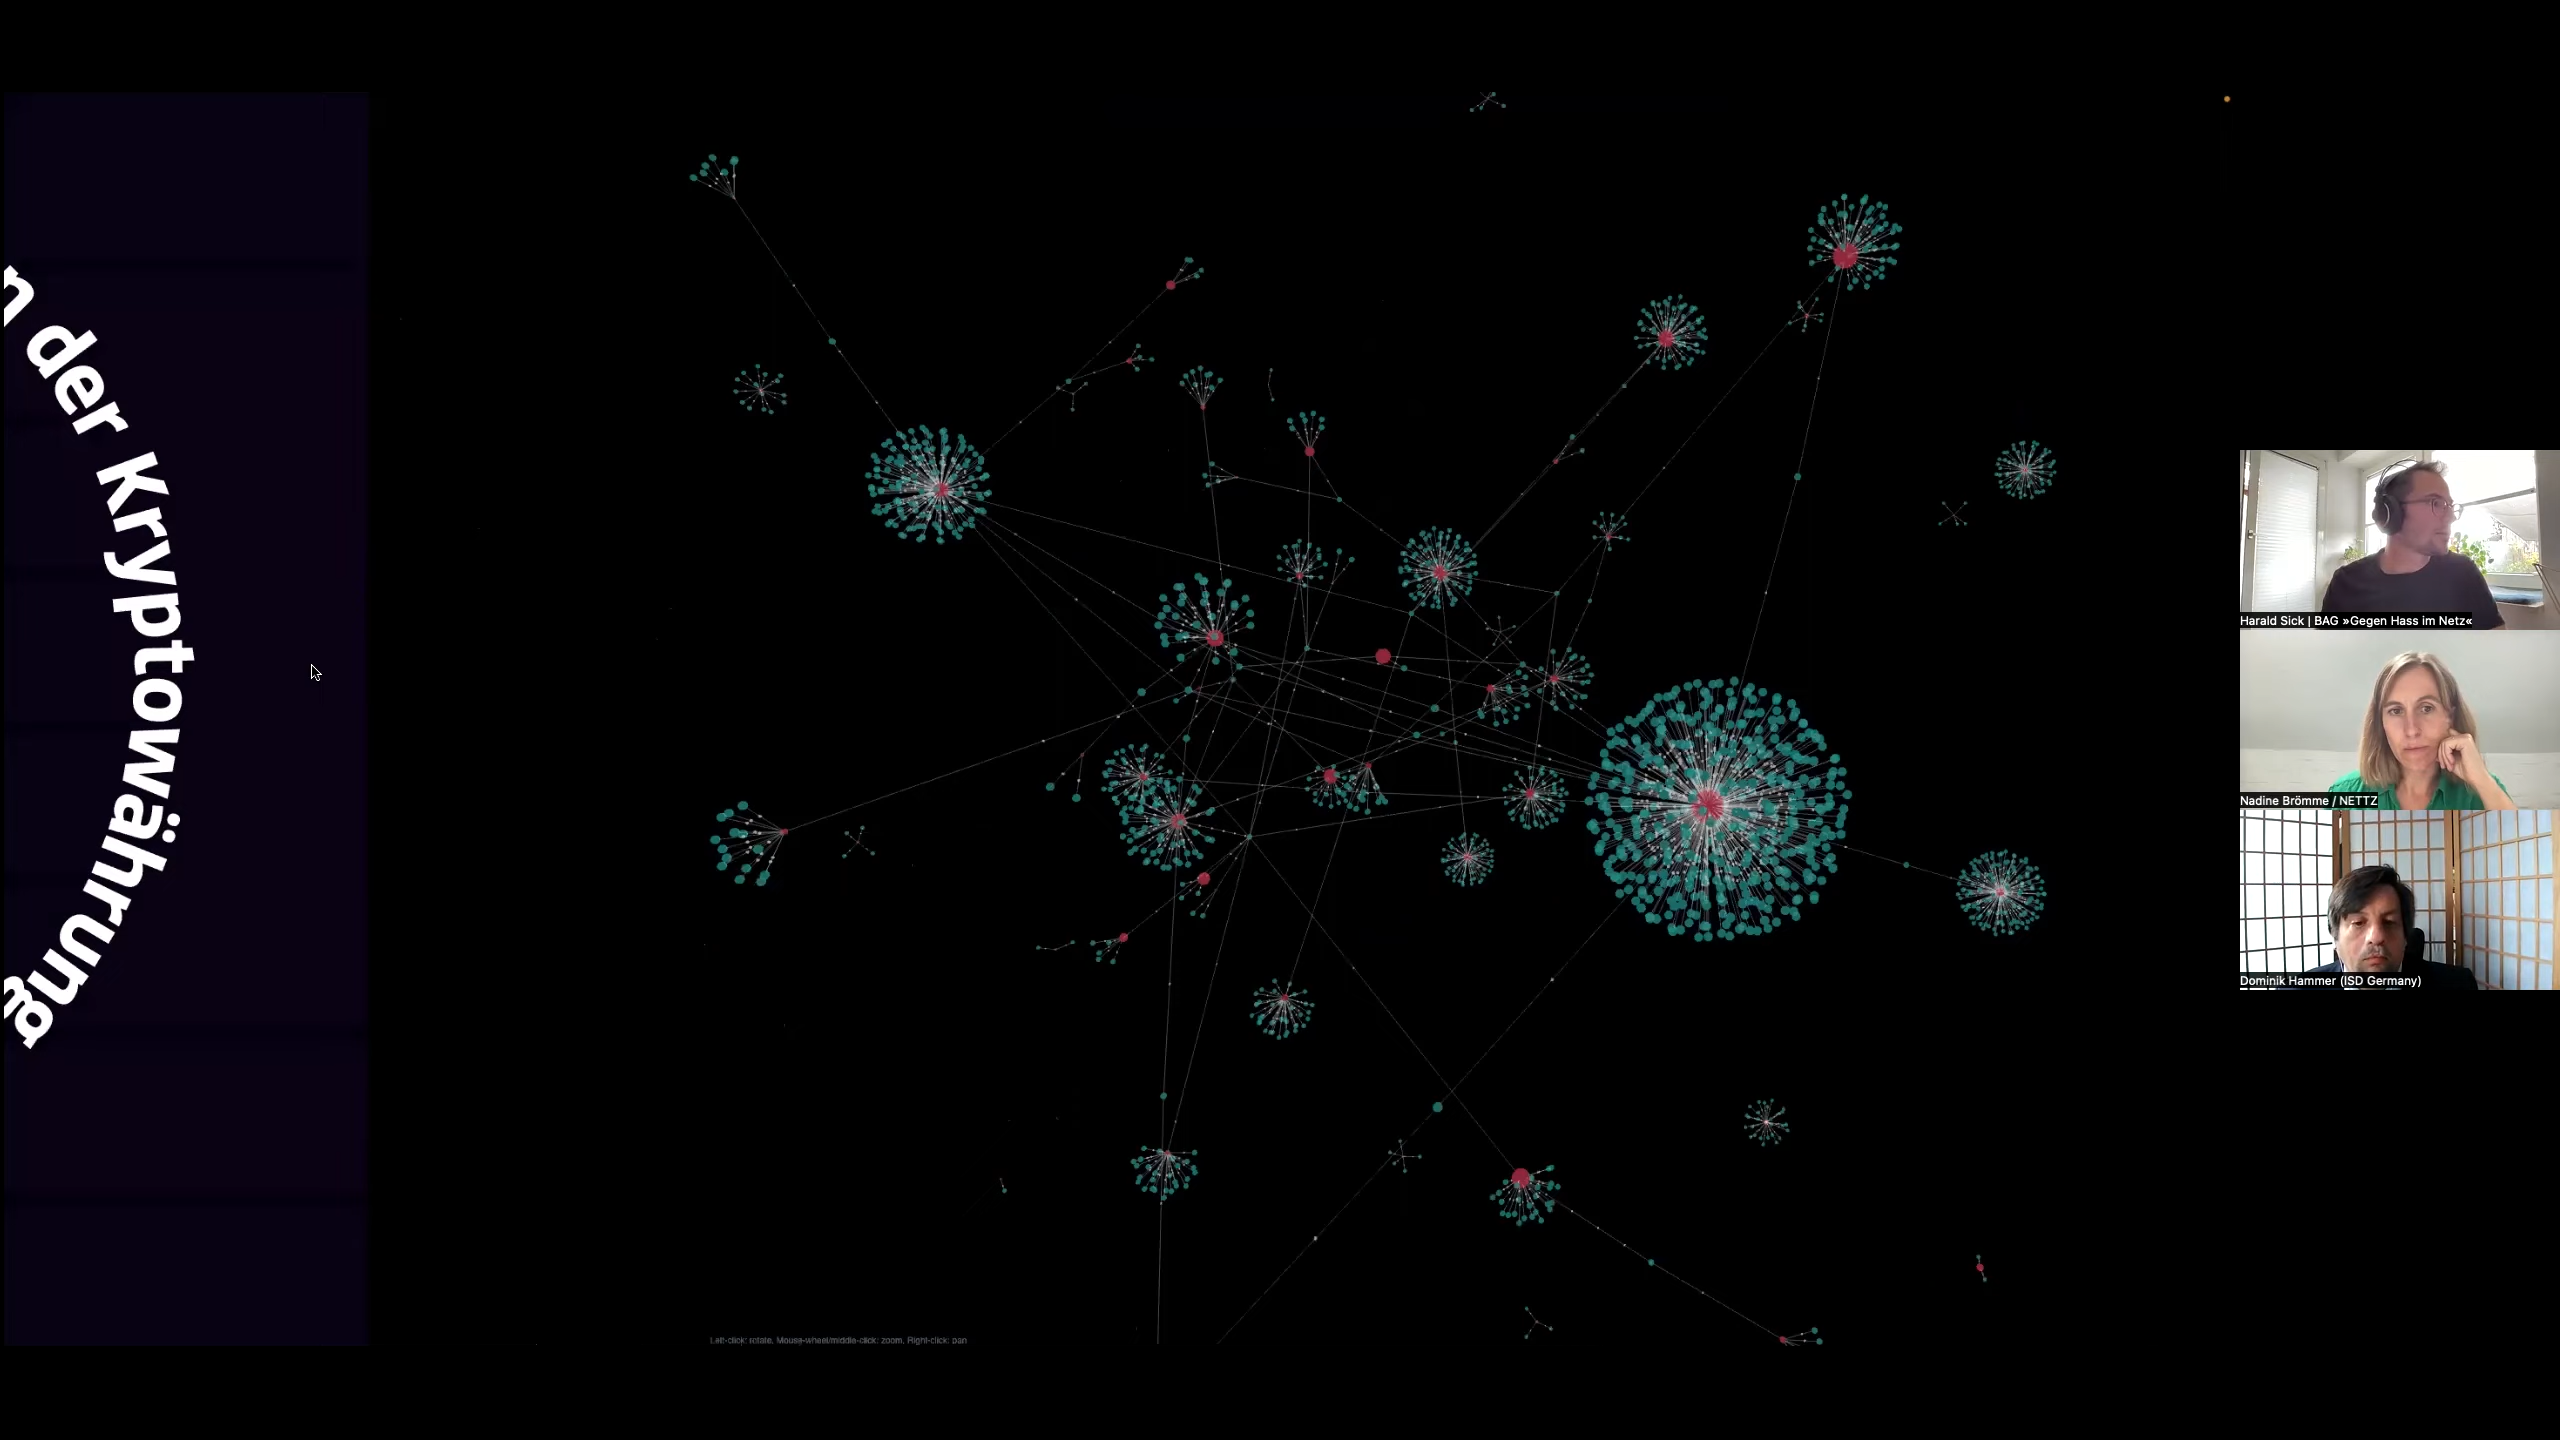 n der Kryptowährung
Left-click: rotate, Mouse-wheel/middle-click: zoom, Right-click: pan
Harald Sick | BAG »Gegen Hass im Netz«
Nadine Brömme / NETTZ
Dominik Hammer (ISD Germany)